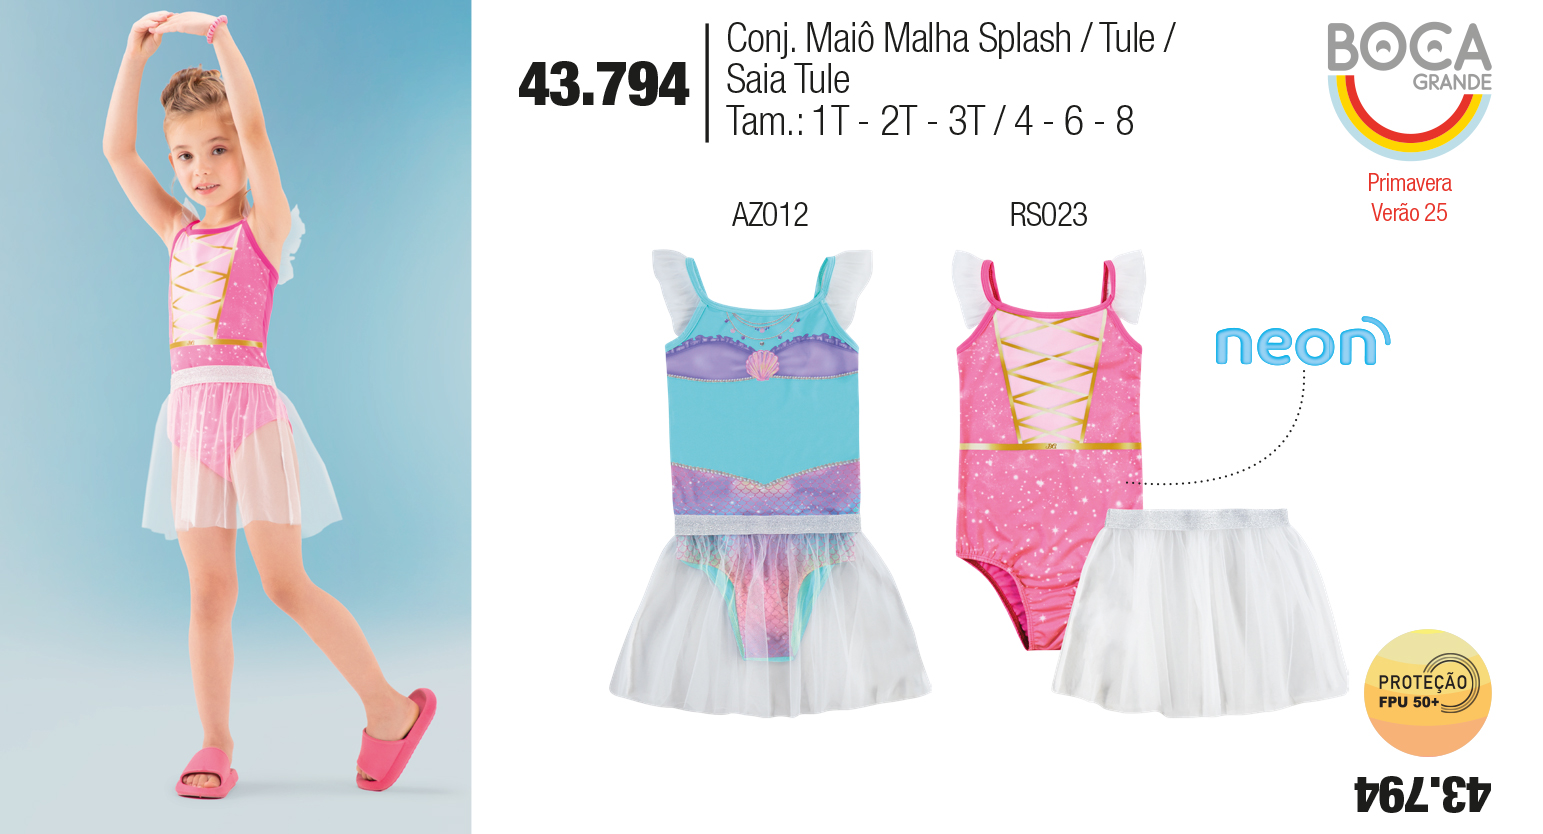 43.794
Conj. Maiô Malha Splash / Tule /
Saia Tule
Tam.: 1T - 2T - 3T / 4 - 6 - 8
BOCA
GRANDE
Primavera
Verão 25
AZ012
RS023
neon
PROTEÇÃO
FPU 50+
43.794